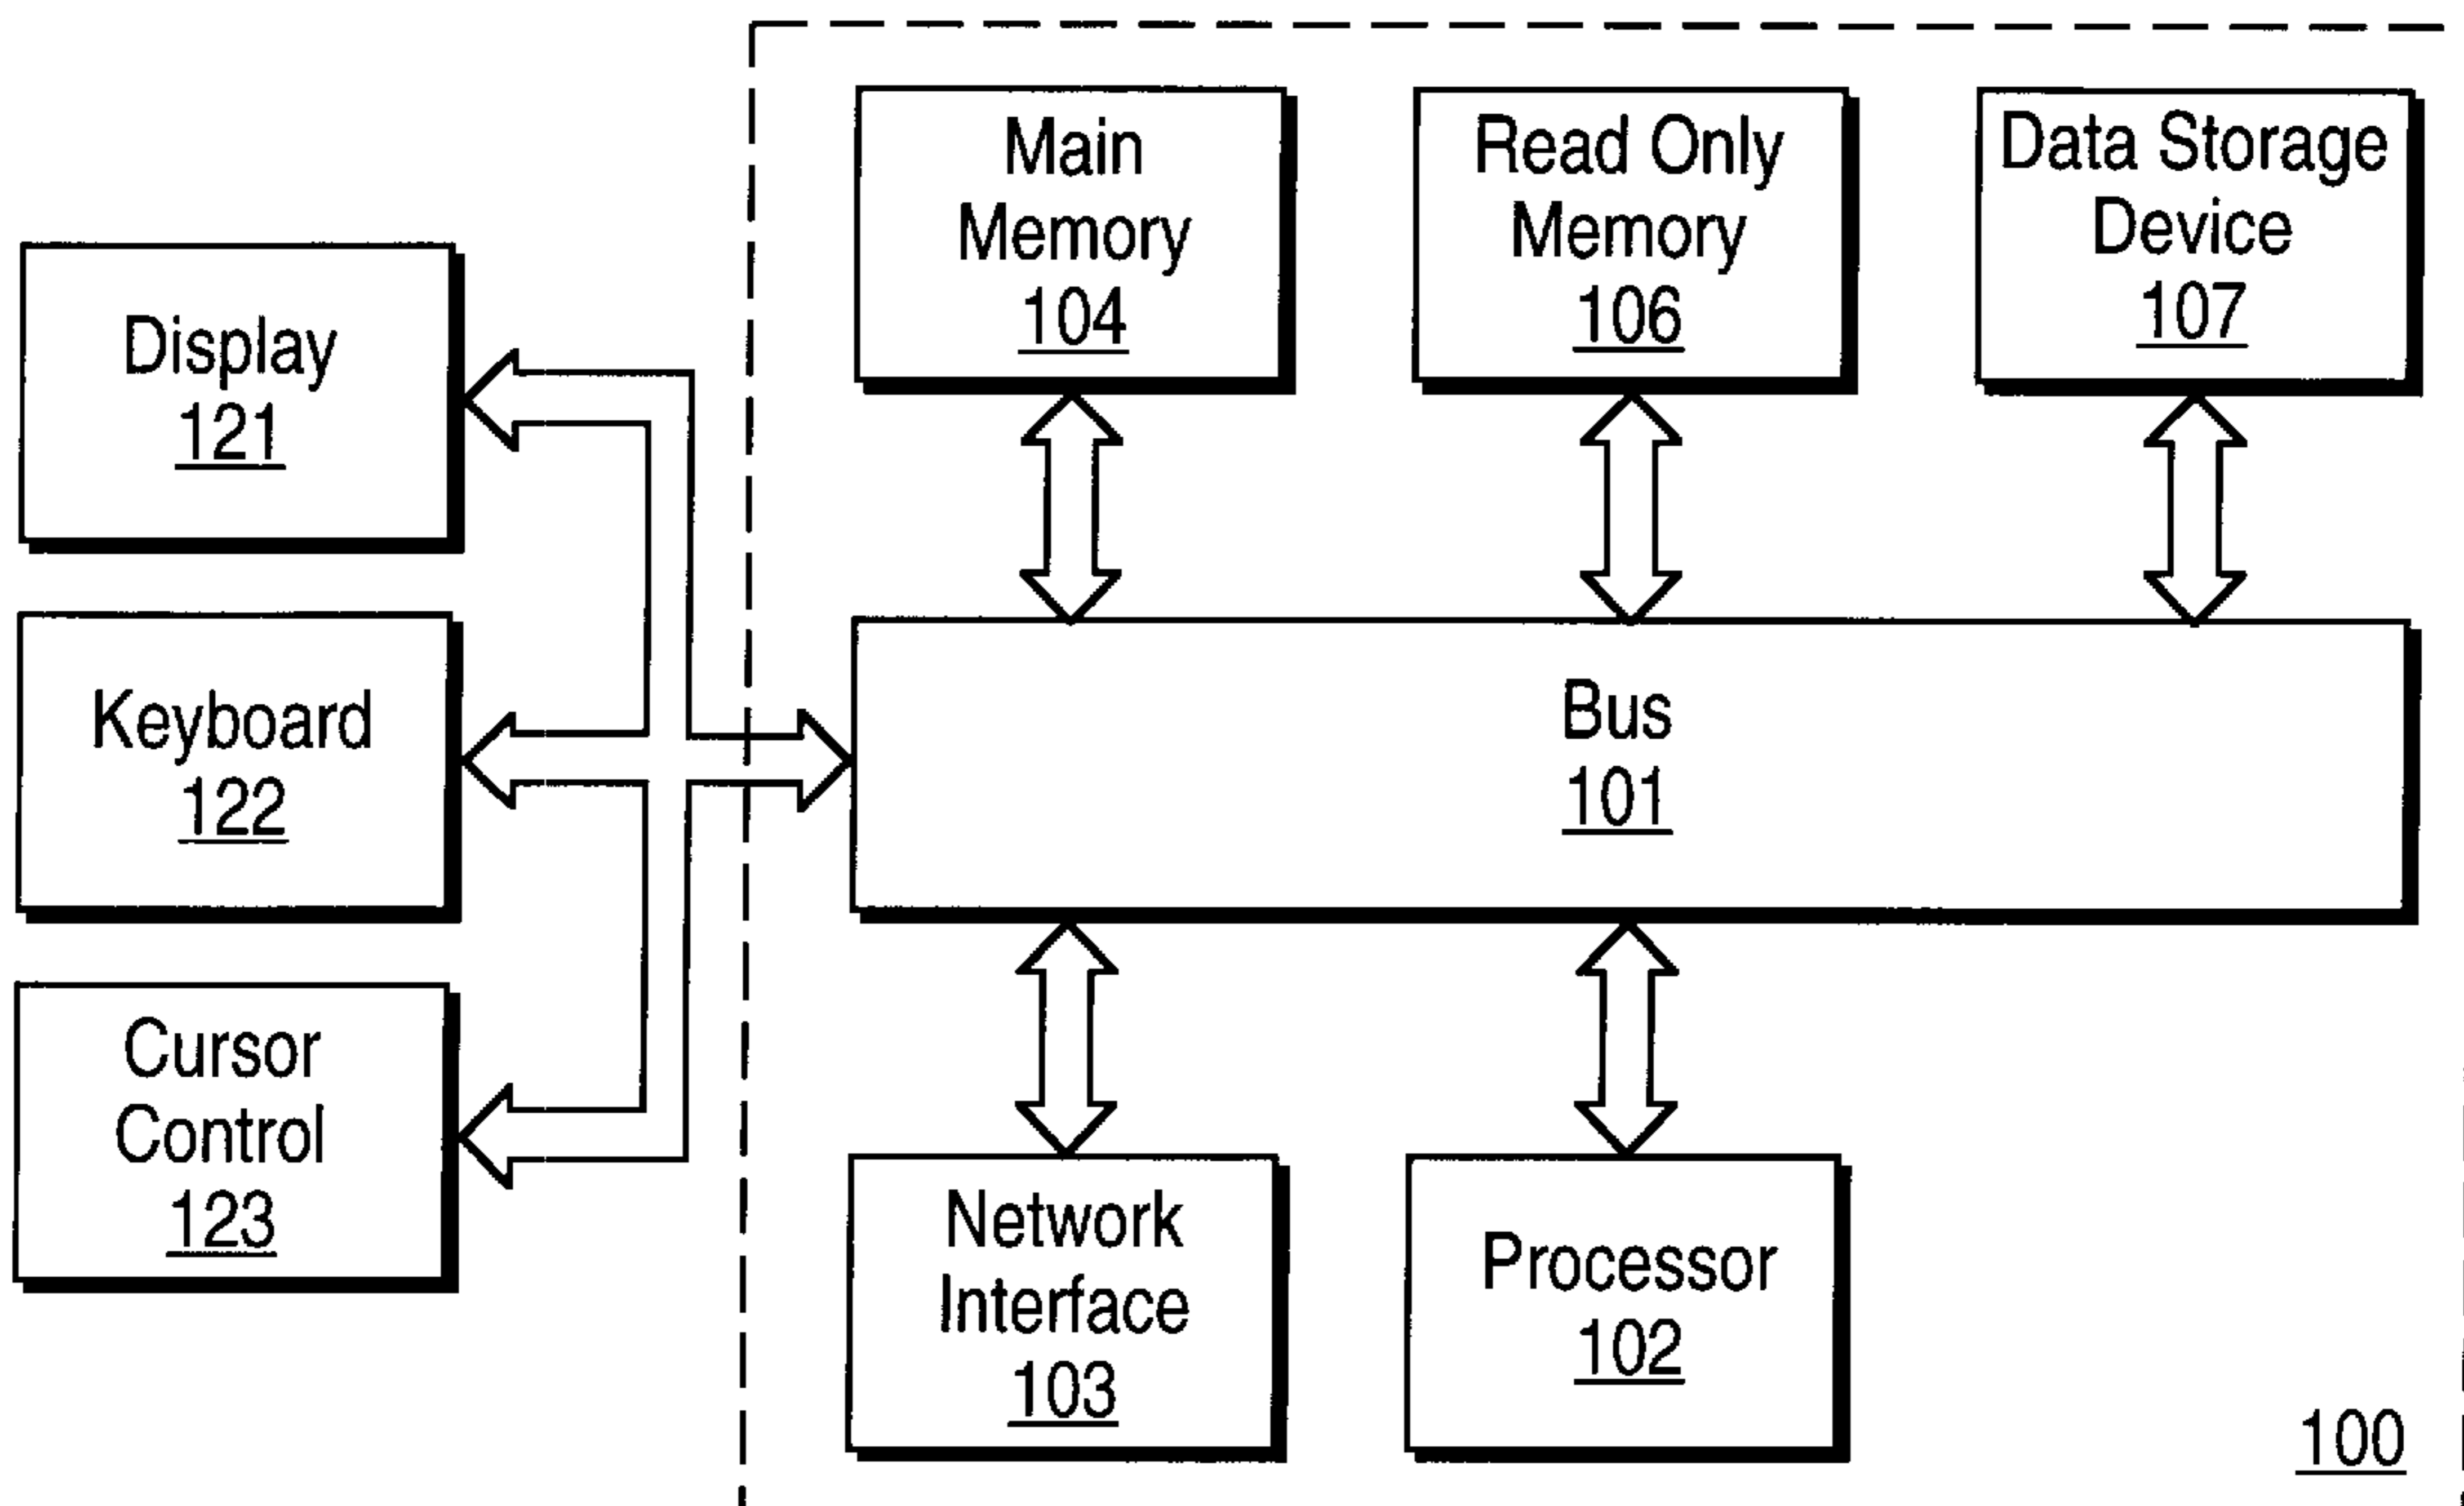 Main
Memory
104
Read Only
Memory
106
Data Storage
Device
107
Display
121
Keyboard
122
Bus
101
Cursor
Control
123
Network
Interface
103
Processor
102
100